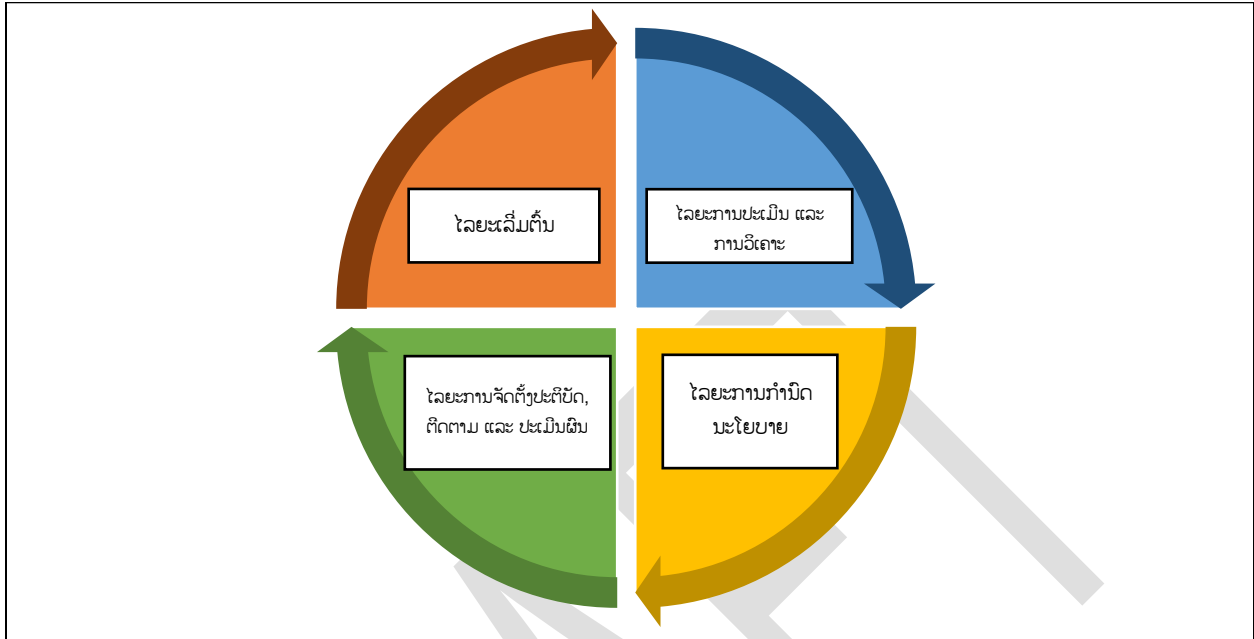 ໄລຍະເລີ່ມຕົ້ນ
ໄລຍະການປະເມີນ ແລະ
ການວິເຄາະ
ໄລຍະການກໍານົດ
ນະໂຍບາຍ
ໄລຍະການຈັດຕັ້ງປະຕິບັດ,
ຕິດຕາມ ແລະ ປະເມີນຜົນ